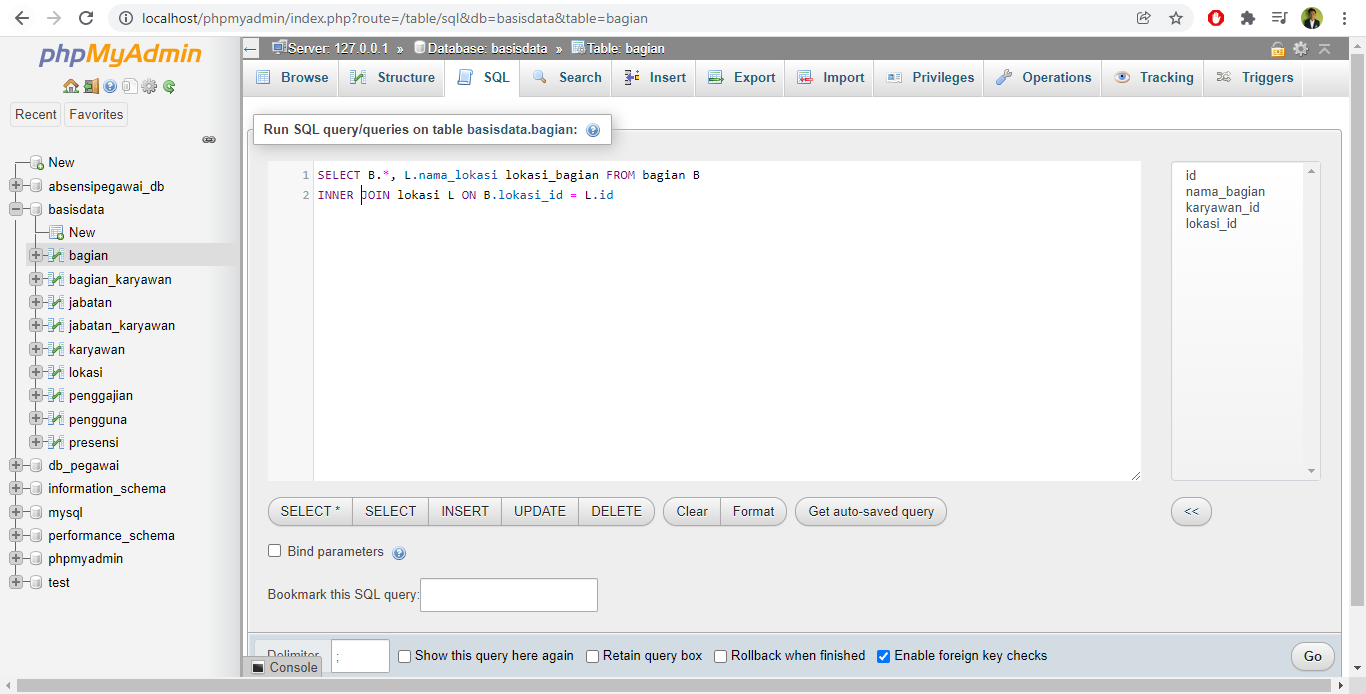 localhost/phpmyadmin/index.php?route=/table/sql&db=basisdata&table=bagian
phpMyAdmin
Recent
Favorites
New
absensipegawai_db
basisdata
New
bagian
bagian_karyawan
jabatan
jabatan_karyawan
karyawan
lokasi
penggajian
pengguna
presensi
db_pegawai
information_schema
mysql
performance_schema
phpmyadmin
test
Server: 127.0.0.1 » Database: basisdata » Table: bagian
Browse Structure SQL Search Insert Export Import Privileges Operations Tracking Triggers
Run SQL query/queries on table basisdata.bagian:
1 SELECT B.*, L.nama_lokasi lokasi_bagian FROM bagian B
2 INNER JOIN lokasi L ON B.lokasi_id = L.id
id
nama_bagian
karyawan_id
lokasi_id
SELECT * SELECT INSERT UPDATE DELETE Clear Format Get auto-saved query <<
Bind parameters
Bookmark this SQL query:
Delimiter ; Show this query here again Retain query box Rollback when finished Enable foreign key checks Go
Console